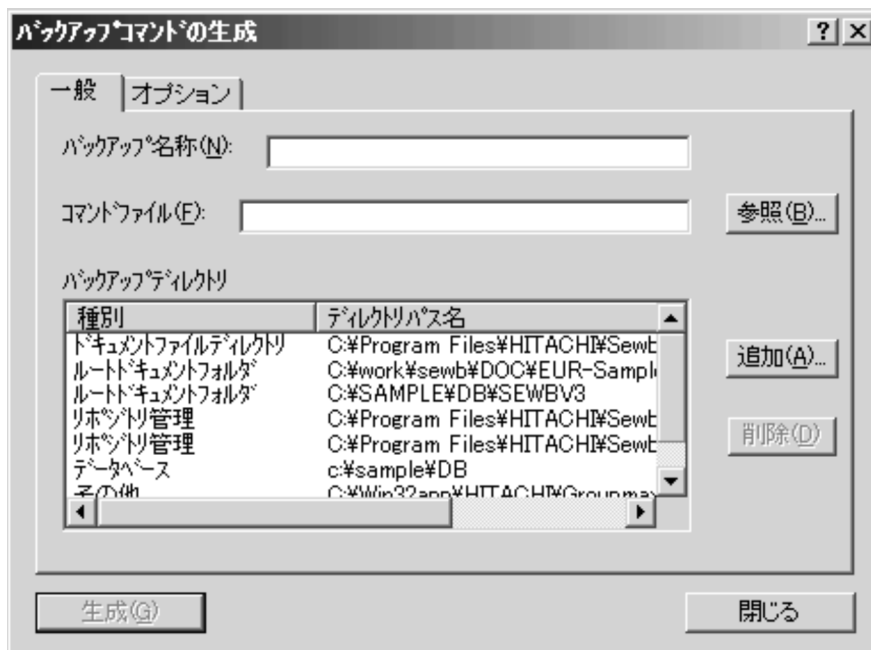 ﾊﾞｯｸｱｯﾌﾟｺﾏﾝﾄﾞの生成
一般 オプション
ﾊﾞｯｸｱｯﾌﾟ名称(N):
ｺﾏﾝﾄﾞﾌｧｲﾙ(F): 参照(B)...
ﾊﾞｯｸｱｯﾌﾟﾃﾞｨﾚｸﾄﾘ
種別 ﾃﾞｨﾚｸﾄﾘﾊﾟｽ名
ﾄﾞｷｭﾒﾝﾄﾌｧｲﾙﾃﾞｨﾚｸﾄﾘ C:¥Program Files¥HITACHI¥Sewb
ﾙｰﾄﾄﾞｷｭﾒﾝﾄﾌｫﾙﾀﾞ C:¥work¥sewb¥DOC¥EUR-Sample
ﾙｰﾄﾄﾞｷｭﾒﾝﾄﾌｫﾙﾀﾞ C:¥SAMPLE¥DB¥SEWBV3
ﾘﾎﾟｼﾞﾄﾘ管理 C:¥Program Files¥HITACHI¥Sewb
ﾘﾎﾟｼﾞﾄﾘ管理 C:¥Program Files¥HITACHI¥Sewb
ﾃﾞｰﾀﾍﾞｰｽ c:¥sample¥DB
その他 C:¥Win32app¥HITACHI¥Groupmax
追加(A)...
削除(D)
生成(G) 閉じる